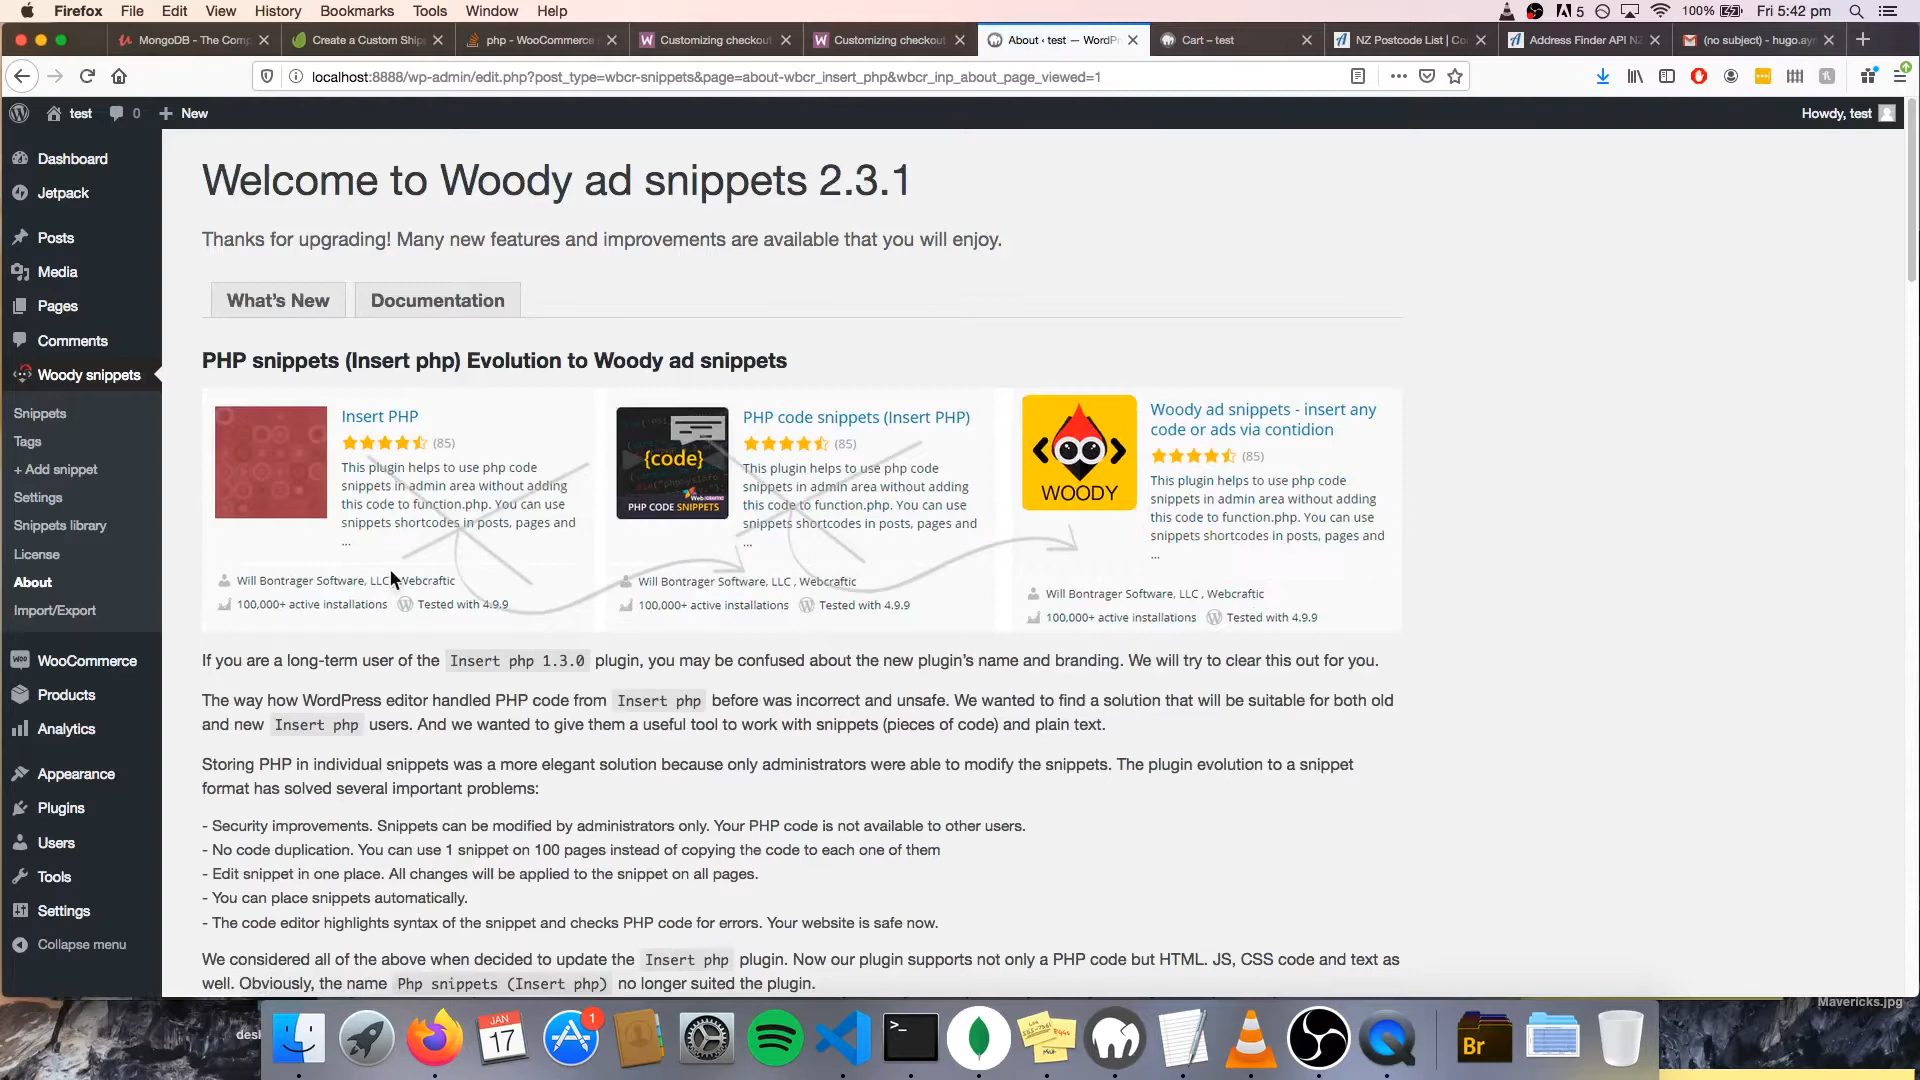 Firefox File Edit View History Bookmarks Tools Window Help
5 100% Fri 5:42 pm
MongoDB - The Comp
Create a Custom Ship
php - WooCommerce
Customizing checkout
Customizing checkout
About ‹ test — WordPr
Cart – test
NZ Postcode List | Co
Address Finder API NZ
(no subject) - hugo.ay
localhost:8888/wp-admin/edit.php?post_type=wbcr-snippets&page=about-wbcr_insert_php&wbcr_inp_about_page_viewed=1
test 0 New
Howdy, test
Dashboard
Jetpack
Posts
Media
Pages
Comments
Woody snippets
Snippets
Tags
+ Add snippet
Settings
Snippets library
License
About
Import/Export
WooCommerce
Products
Analytics
Appearance
Plugins
Users
Tools
Settings
Collapse menu
Welcome to Woody ad snippets 2.3.1
Thanks for upgrading! Many new features and improvements are available that you will enjoy.
What's New
Documentation
PHP snippets (Insert php) Evolution to Woody ad snippets
Insert PHP
(85)
This plugin helps to use php code
snippets in admin area without adding
this code to function.php. You can use
snippets shortcodes in posts, pages and
...
Will Bontrager Software, LLC, Webcraftic
100,000+ active installations
Tested with 4.9.9
{code}
PHP CODE SNIPPETS
PHP code snippets (Insert PHP)
(85)
This plugin helps to use php code
snippets in admin area without adding
this code to function.php. You can use
snippets shortcodes in posts, pages and
...
Will Bontrager Software, LLC , Webcraftic
100,000+ active installations
Tested with 4.9.9
WOODY
Woody ad snippets - insert any
code or ads via contidion
(85)
This plugin helps to use php code
snippets in admin area without adding
this code to function.php. You can use
snippets shortcodes in posts, pages and
...
Will Bontrager Software, LLC , Webcraftic
100,000+ active installations
Tested with 4.9.9
If you are a long-term user of the Insert php 1.3.0 plugin, you may be confused about the new plugin's name and branding. We will try to clear this out for you.
The way how WordPress editor handled PHP code from Insert php before was incorrect and unsafe. We wanted to find a solution that will be suitable for both old
and new Insert php users. And we wanted to give them a useful tool to work with snippets (pieces of code) and plain text.
Storing PHP in individual snippets was a more elegant solution because only administrators were able to modify the snippets. The plugin evolution to a snippet
format has solved several important problems:
- Security improvements. Snippets can be modified by administrators only. Your PHP code is not available to other users.
- No code duplication. You can use 1 snippet on 100 pages instead of copying the code to each one of them
- Edit snippet in one place. All changes will be applied to the snippet on all pages.
- You can place snippets automatically.
- The code editor highlights syntax of the snippet and checks PHP code for errors. Your website is safe now.
We considered all of the above when decided to update the Insert php plugin. Now our plugin supports not only a PHP code but HTML. JS, CSS code and text as
well. Obviously, the name Php snippets (Insert php) no longer suited the plugin.
Mavericks.jpg
desk
JAN
17
1
>_
Br